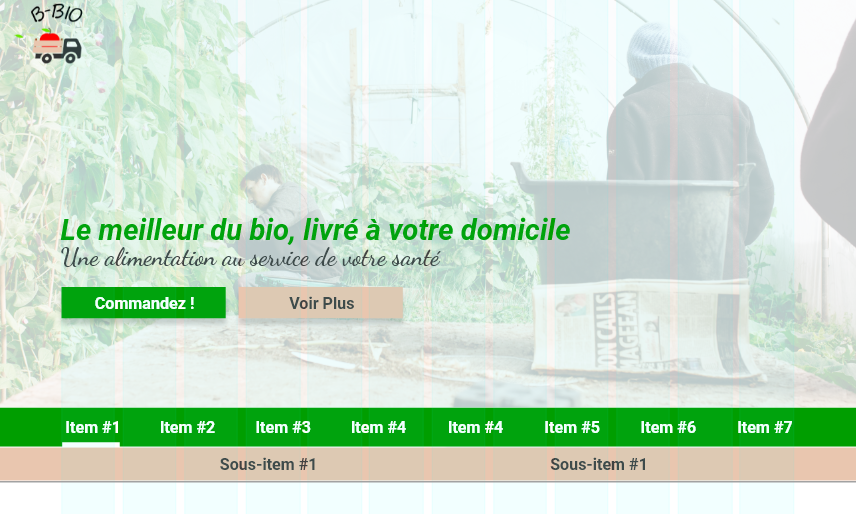 B-BIO
Le meilleur du bio, livré à votre domicile
Une alimentation au service de votre santé
Commandez !
Voir Plus
ON CALLS
Item #1
Item #2
Item #3
Item #4
Item #4
Item #5
Item #6
Item #7
Sous-item #1
Sous-item #1